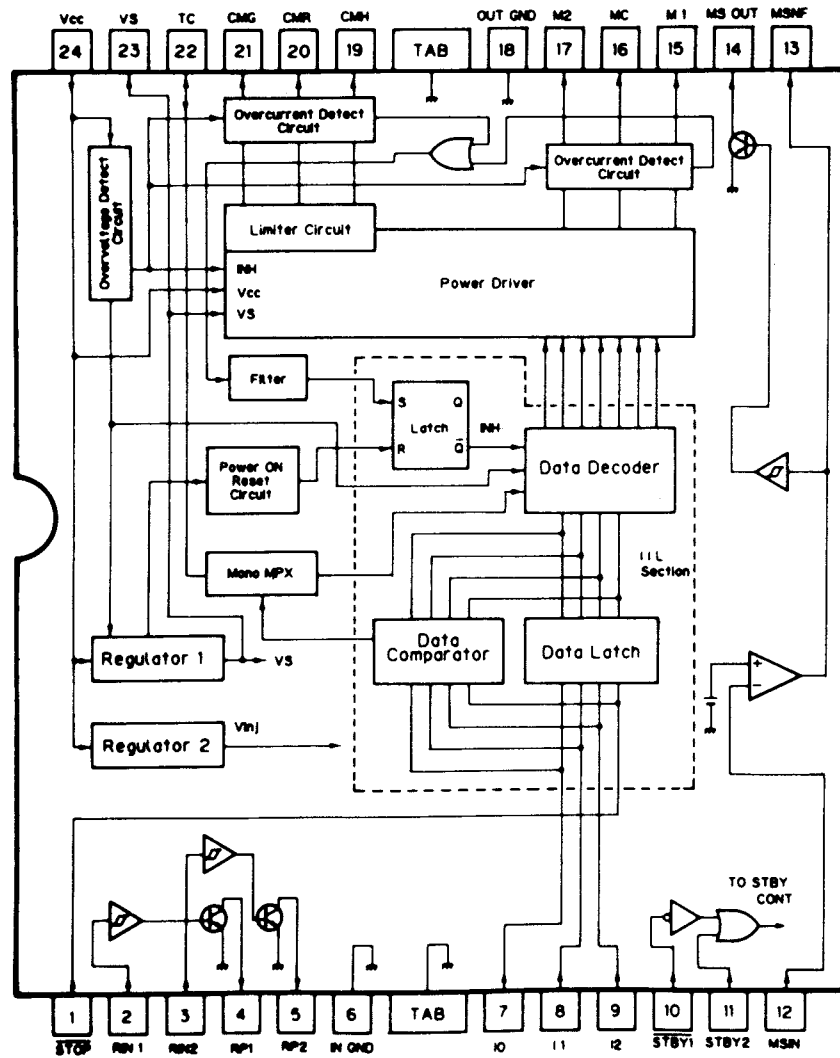 Vcc VS TC CMG CMR CMH OUT GND M2 MC M1 MS OUT MSNF
24 23 22 21 20 19 TAB 18 17 16 15 14 13
Overcurrent Detect
Circuit
Overcurrent Detect
Circuit
Overvoltage Detect
Circuit
Limiter Circuit
INH
Power Driver
Vcc
VS
Filter
S Q
Latch
INH
R Q̅
Data Decoder
Power ON
Reset
Circuit
IIL
Section
Mono MPX
Data
Comparator
Data Latch
Regulator 1
VS
+
−
Vinj
Regulator 2
TO STBY
CONT
1 2 3 4 5 6 TAB 7 8 9 10 11 12
S̅T̅O̅P̅ RIN 1 RIN2 RP1 RP2 IN GND I0 I1 I2 S̅T̅B̅Y̅1̅ STBY2 MSIN